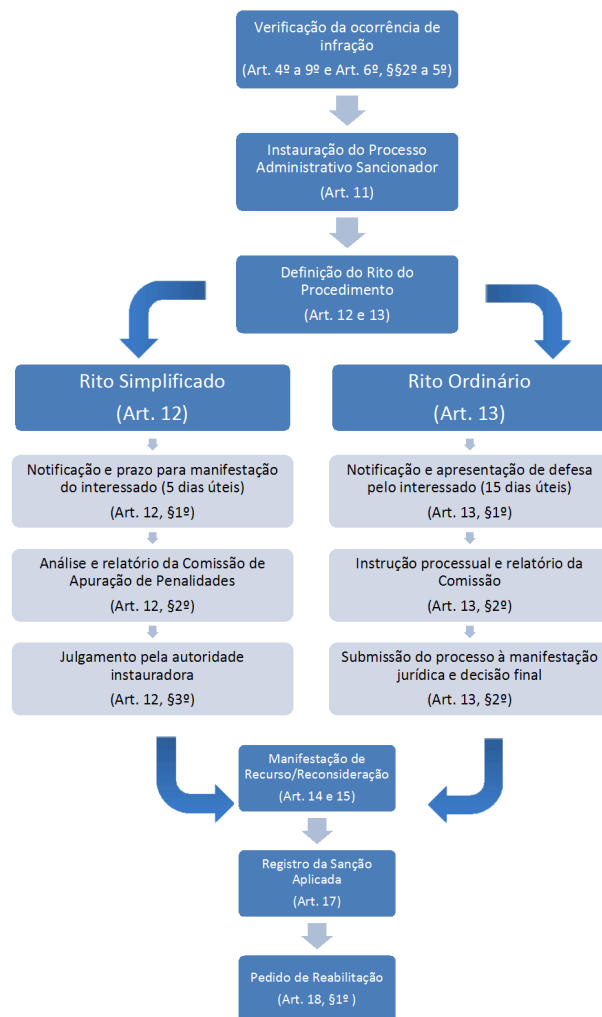 Verificação da ocorrência de
infração
(Art. 4º a 9º e Art. 6º, §§2º a 5º)
Instauração do Processo
Administrativo Sancionador
(Art. 11)
Definição do Rito do
Procedimento
(Art. 12 e 13)
Rito Simplificado
(Art. 12)
Notificação e prazo para manifestação
do interessado (5 dias úteis)
(Art. 12, §1º)
Análise e relatório da Comissão de
Apuração de Penalidades
(Art. 12, §2º)
Julgamento pela autoridade
instauradora
(Art. 12, §3º)
Rito Ordinário
(Art. 13)
Notificação e apresentação de defesa
pelo interessado (15 dias úteis)
(Art. 13, §1º)
Instrução processual e relatório da
Comissão
(Art. 13, §2º)
Submissão do processo à manifestação
jurídica e decisão final
(Art. 13, §2º)
Manifestação de
Recurso/Reconsideração
(Art. 14 e 15)
Registro da Sanção
Aplicada
(Art. 17)
Pedido de Reabilitação
(Art. 18, §1º )